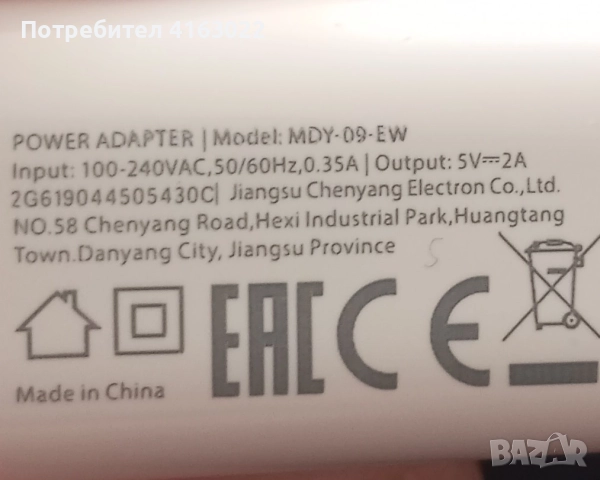 Потребител 4163952
POWER ADAPTER | Model: MDY-09-EW
Input: 100-240VAC,50/60Hz,0.35A | Output: 5V⎓2A
2G619044505430C| Jiangsu Chenyang Electron Co.,Ltd.
NO.58 Chenyang Road,Hexi Industrial Park,Huangtang
Town.Danyang City, Jiangsu Province
EAC CE
Made in China
BAZAR